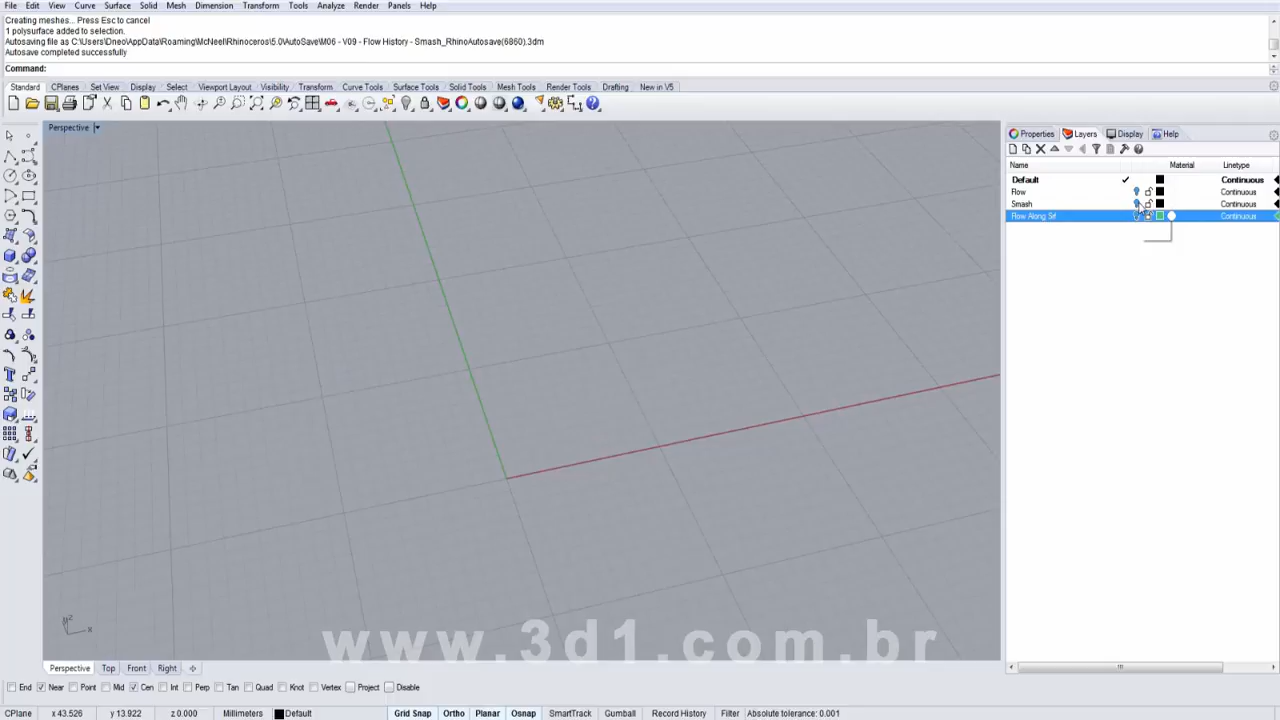 File Edit View Curve Surface Solid Mesh Dimension Transform Tools Analyze Render Panels Help
Creating meshes... Press Esc to cancel
1 polysurface added to selection.
Autosaving file as C:\Users\Dneo\AppData\Roaming\McNeel\Rhinoceros\5.0\AutoSave\M06 - V09 - Flow History - Smash_RhinoAutosave(6860).3dm
Autosave completed successfully
Command:
Standard CPlanes Set View Display Select Viewport Layout Visibility Transform Curve Tools Surface Tools Solid Tools Mesh Tools Render Tools Drafting New in V5
Perspective
Properties Layers Display Help
Name Material Linetype
Default Continuous
Flow Continuous
Smash Continuous
Flow Along Srf Continuous
y z
x
www.3d1.com.br
Perspective Top Front Right
End Near Point Mid Cen Int Perp Tan Quad Knot Vertex Project Disable
CPlane x 43.526 y 13.922 z 0.000 Millimeters Default Grid Snap Ortho Planar Osnap SmartTrack Gumball Record History Filter Absolute tolerance: 0.001